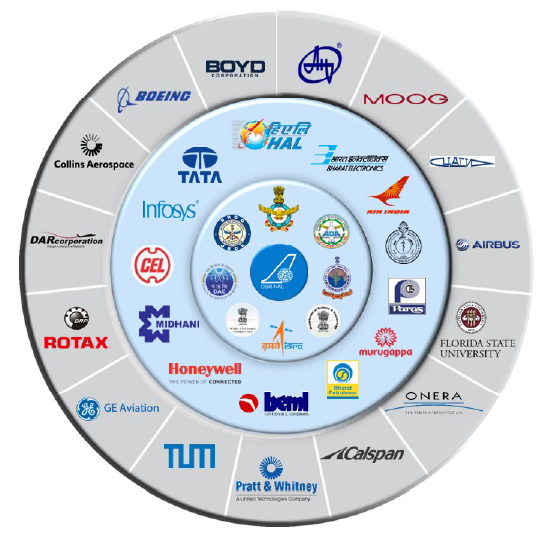 BOYD
CORPORATION
®
BOEING
MOOG
हिएलि
HAL
Collins Aerospace
TATA
भारत इलेक्ट्रॉनिक्स
BHARAT ELECTRONICS
AIR INDIA
Infosys®
DRDO
ADA
DARcorporation
AIRBUS
CEL
DAE
CSIR-NAL
Paras
BRP
ROTAX
MIDHANI
इसरो isro
murugappa
FLORIDA STATE
UNIVERSITY
Honeywell
THE POWER OF CONNECTED
Bharat
Petroleum
ONERA
THE FRENCH AEROSPACE LAB
GE Aviation
beml
TUM
Calspan
Pratt & Whitney
A United Technologies Company